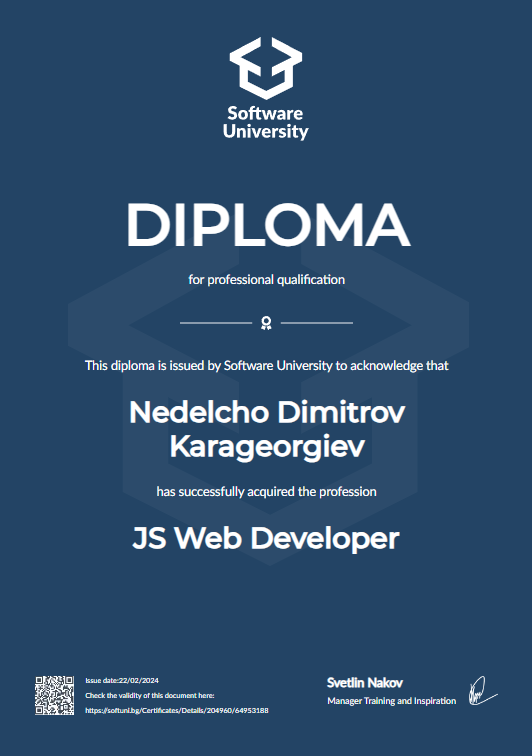 Software
University
DIPLOMA
for professional qualification
This diploma is issued by Software University to acknowledge that
Nedelcho Dimitrov
Karageorgiev
has successfully acquired the profession
JS Web Developer
Issue date:22/02/2024
Check the validity of this document here:
https://softuni.bg/Certificates/Details/204960/64953188
Svetlin Nakov
Manager Training and Inspiration